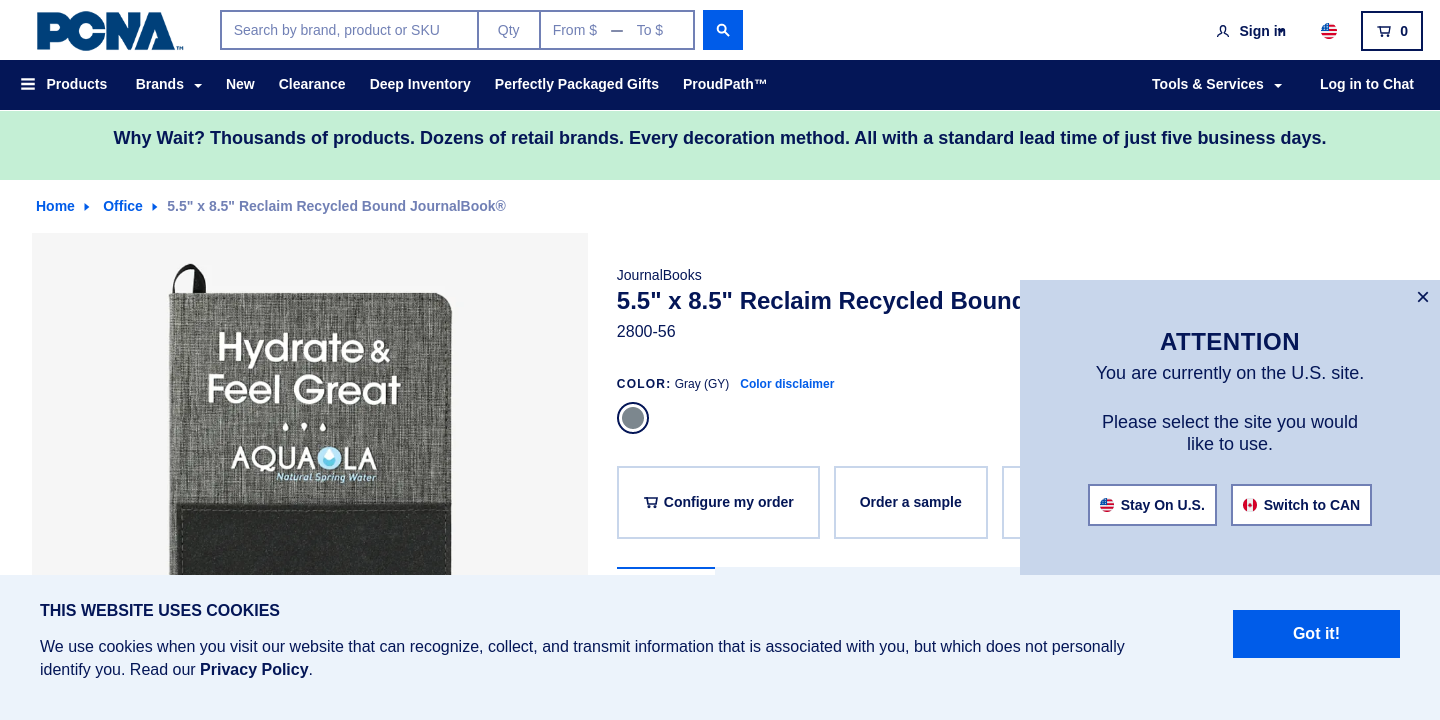 PCNA™
Search by brand, product or SKU
Qty
From $ — To $
Sign in
0
Products
Brands
New
Clearance
Deep Inventory
Perfectly Packaged Gifts
ProudPath™
Tools & Services
Log in to Chat
Why Wait? Thousands of products. Dozens of retail brands. Every decoration method. All with a standard lead time of just five business days.
Home
Office
5.5" x 8.5" Reclaim Recycled Bound JournalBook®
Hydrate &
Feel Great
AQUAOLA
Natural Spring Water
JournalBooks
5.5" x 8.5" Reclaim Recycled Bound
2800-56
COLOR: Gray (GY) Color disclaimer
Configure my order
Order a sample
×
ATTENTION
You are currently on the U.S. site.
Please select the site you would
like to use.
Stay On U.S.
Switch to CAN
THIS WEBSITE USES COOKIES
We use cookies when you visit our website that can recognize, collect, and transmit information that is associated with you, but which does not personally
identify you. Read our Privacy Policy.
Got it!